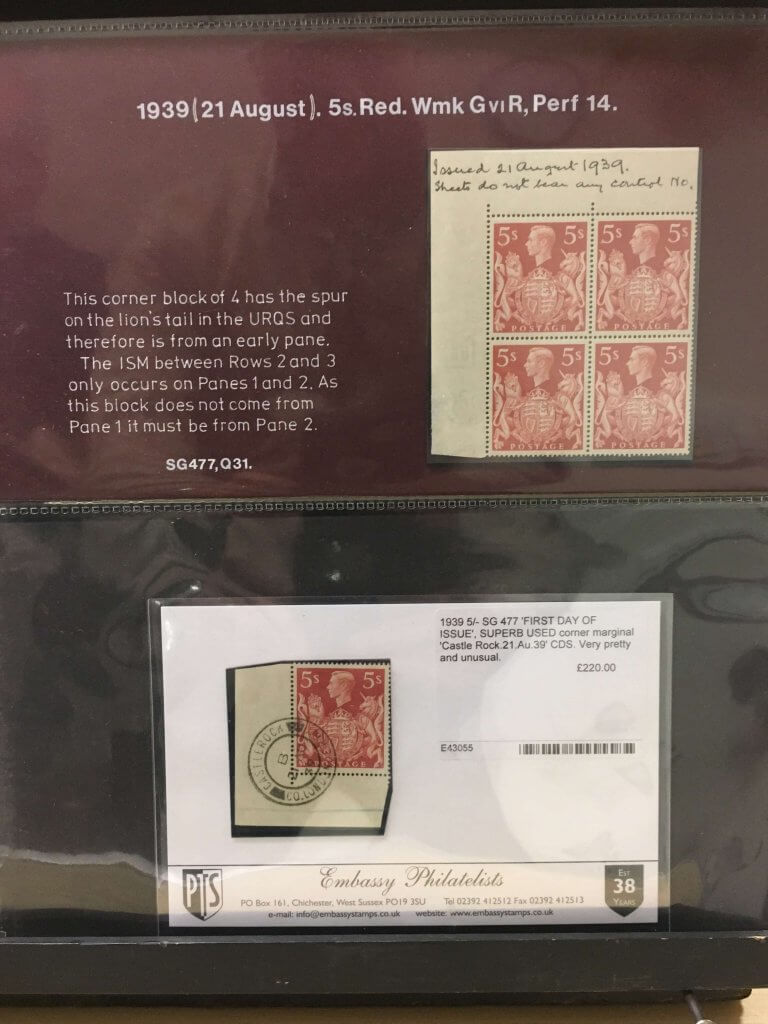 1939 (21 August). 5s. Red. Wmk GVIR, Perf 14.
Issued 21 August 1939.
Sheets do not bear any control No.
5s 5s
5s 5s
POSTAGE
POSTAGE
5s 5s
5s 5s
POSTAGE
POSTAGE
This corner block of 4 has the spur
on the lion's tail in the URQS and
therefore is from an early pane.
The ISM between Rows 2 and 3
only occurs on Panes 1 and 2. As
this block does not come from
Pane 1 it must be from Pane 2.
SG477, Q31.
1939 5/- SG 477 'FIRST DAY OF
ISSUE', SUPERB USED corner marginal
'Castle Rock.21.Au.39' CDS. Very pretty
and unusual.
£220.00
E43055
5s 5s
POSTAGE
CASTLEROCK
B
21
CO. LON
PTS
Embassy Philatelists
PO Box 161, Chichester, West Sussex PO19 3SU Tel 02392 412512 Fax 02392 412513
e-mail: info@embassystamps.co.uk website: www.embassystamps.co.uk
EST
38
YEARS